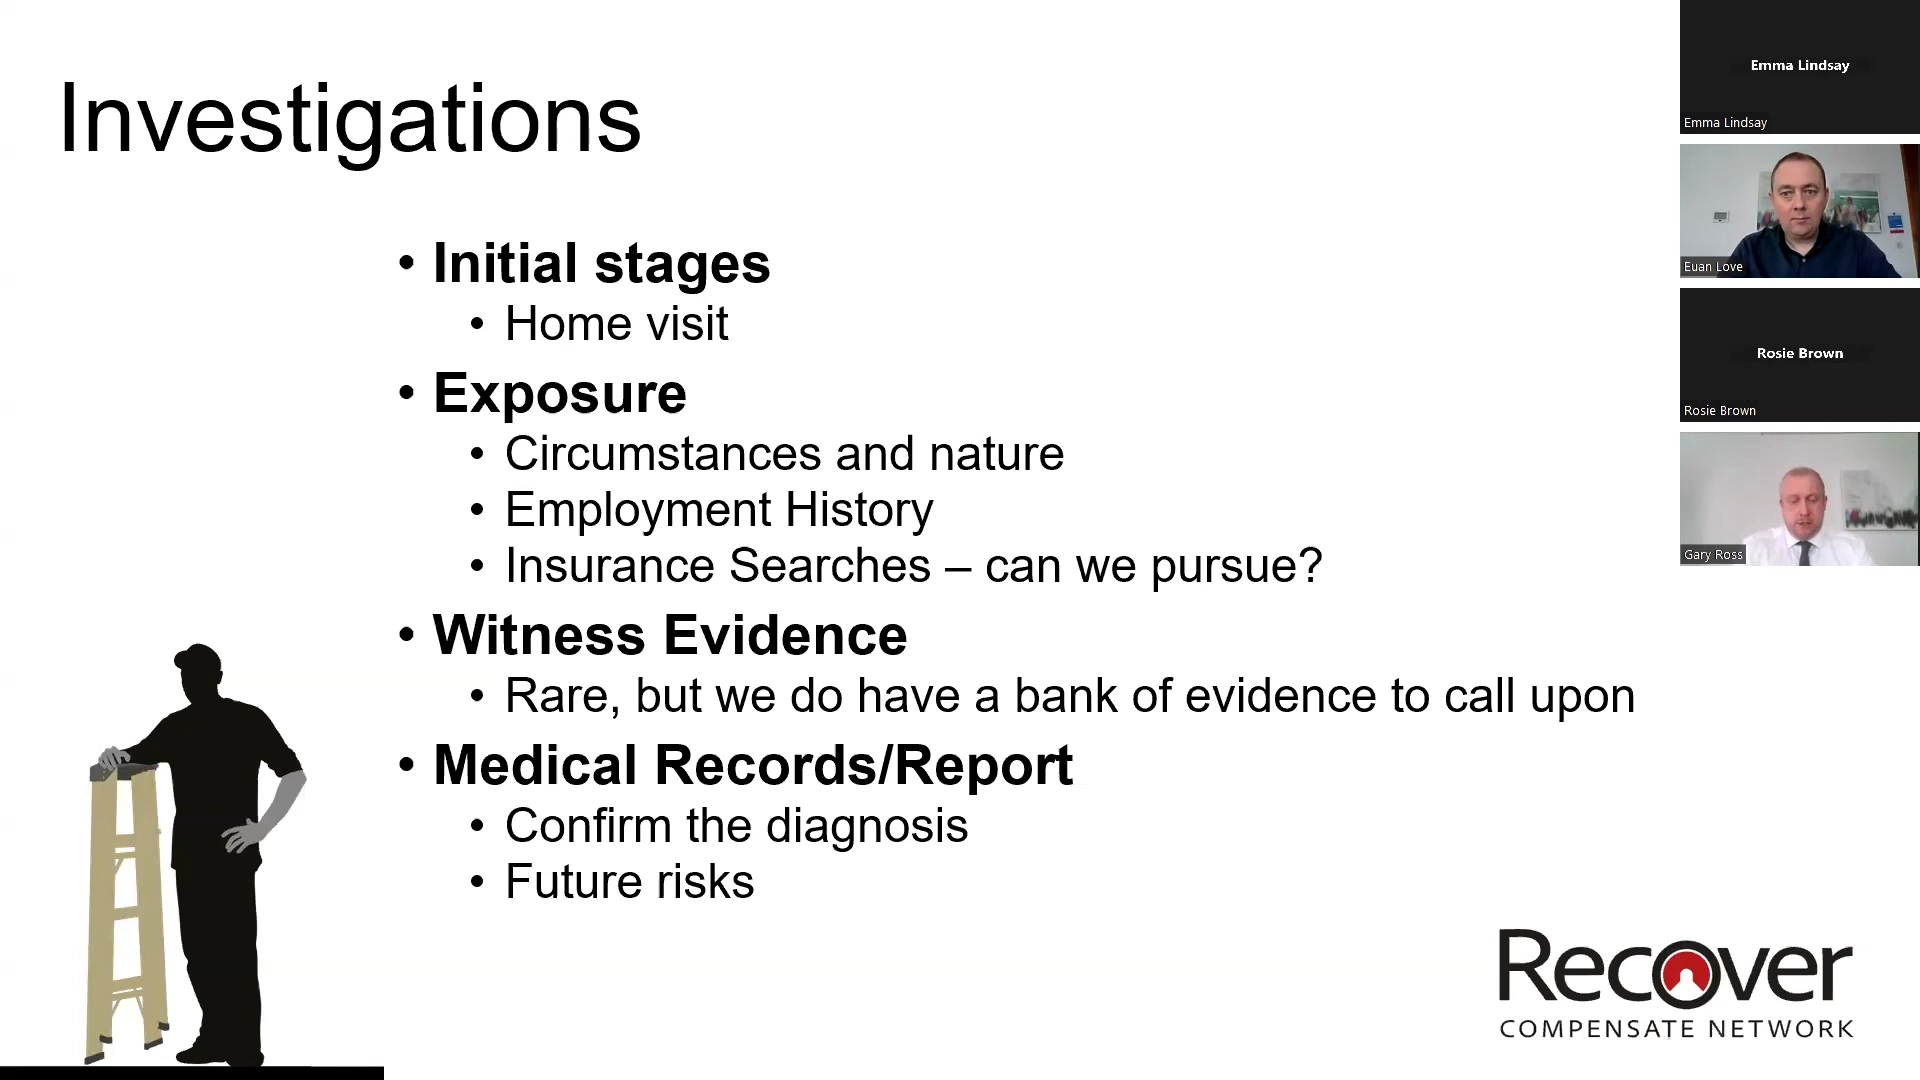 Investigations
• Initial stages
• Home visit
• Exposure
• Circumstances and nature
• Employment History
• Insurance Searches – can we pursue?
• Witness Evidence
• Rare, but we do have a bank of evidence to call upon
• Medical Records/Report
• Confirm the diagnosis
• Future risks
Recover
COMPENSATE NETWORK
Emma Lindsay
Emma Lindsay
Euan Love
Rosie Brown
Rosie Brown
Gary Ross